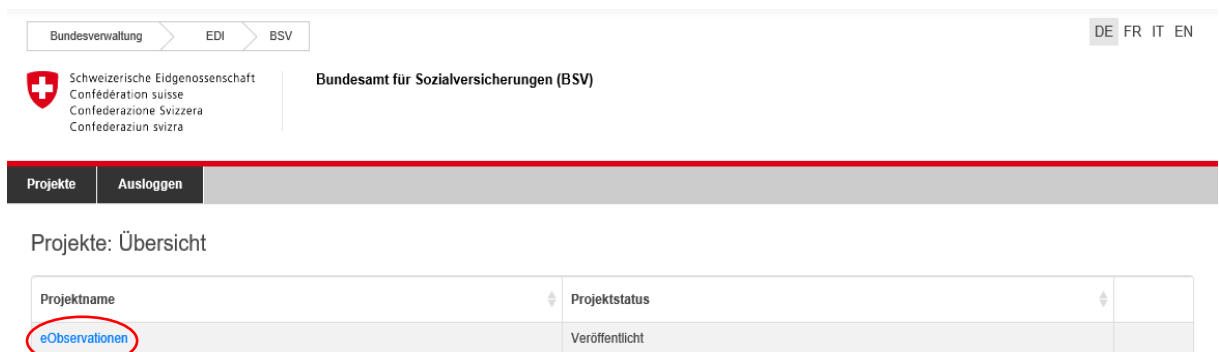 Bundesverwaltung EDI BSV
DE FR IT EN
Schweizerische Eidgenossenschaft
Confédération suisse
Confederazione Svizzera
Confederaziun svizra
Bundesamt für Sozialversicherungen (BSV)
Projekte Ausloggen
Projekte: Übersicht
Projektname Projektstatus
eObservationen Veröffentlicht